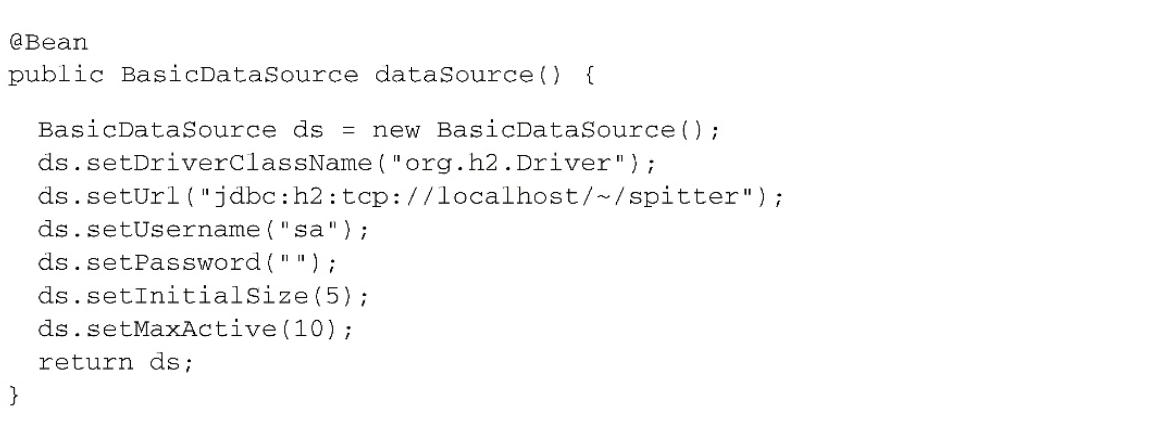 @Bean
public BasicDataSource dataSource() {
BasicDataSource ds = new BasicDataSource();
ds.setDriverClassName("org.h2.Driver");
ds.setUrl("jdbc:h2:tcp://localhost/~/spitter");
ds.setUsername("sa");
ds.setPassword("");
ds.setInitialSize(5);
ds.setMaxActive(10);
return ds;
}